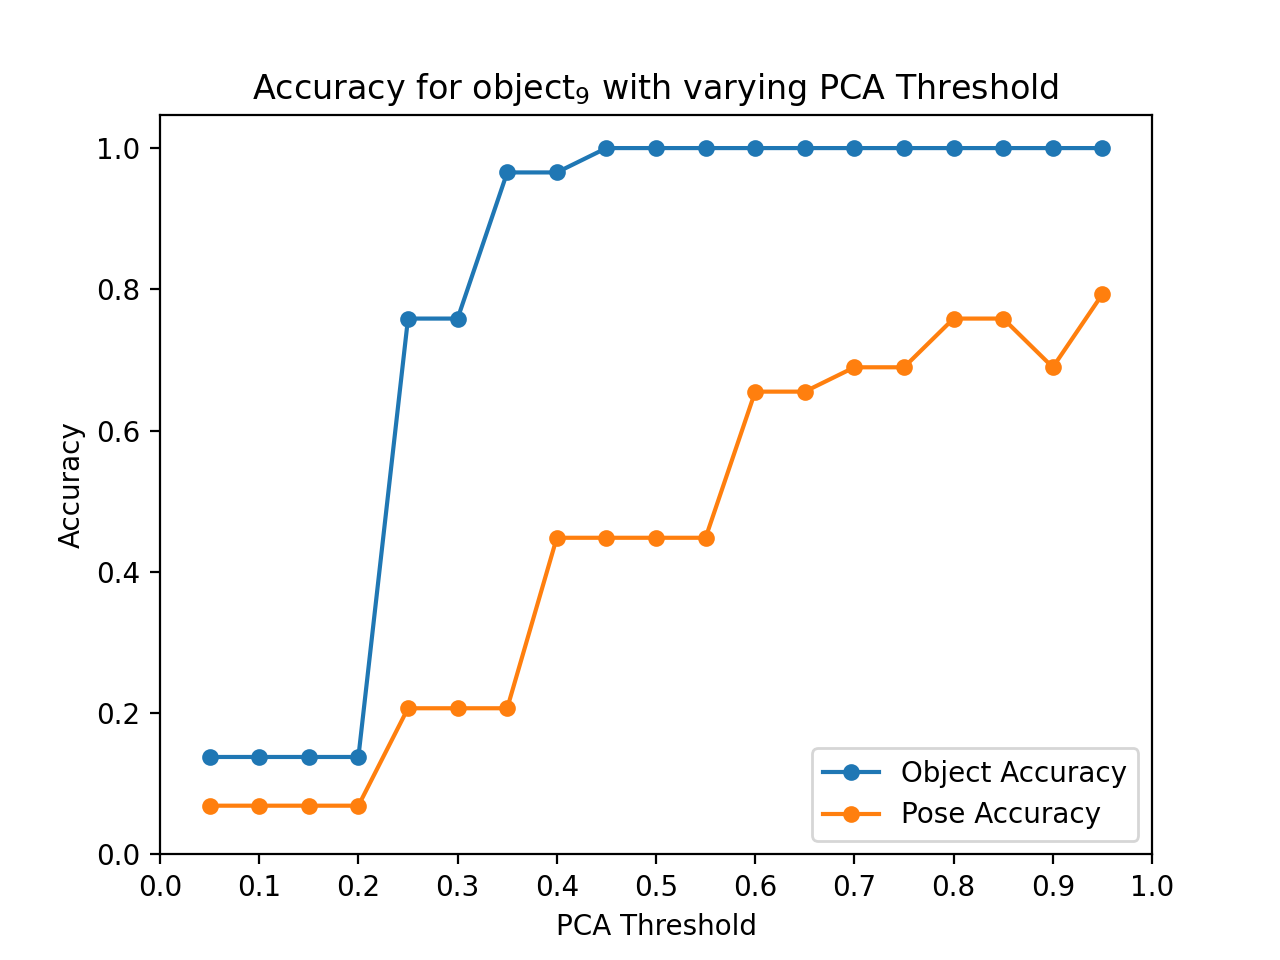 Accuracy for object₉ with varying PCA Threshold
1.0
0.8
0.6
0.4
0.2
0.0
Accuracy
Object Accuracy
Pose Accuracy
0.0 0.1 0.2 0.3 0.4 0.5 0.6 0.7 0.8 0.9 1.0
PCA Threshold